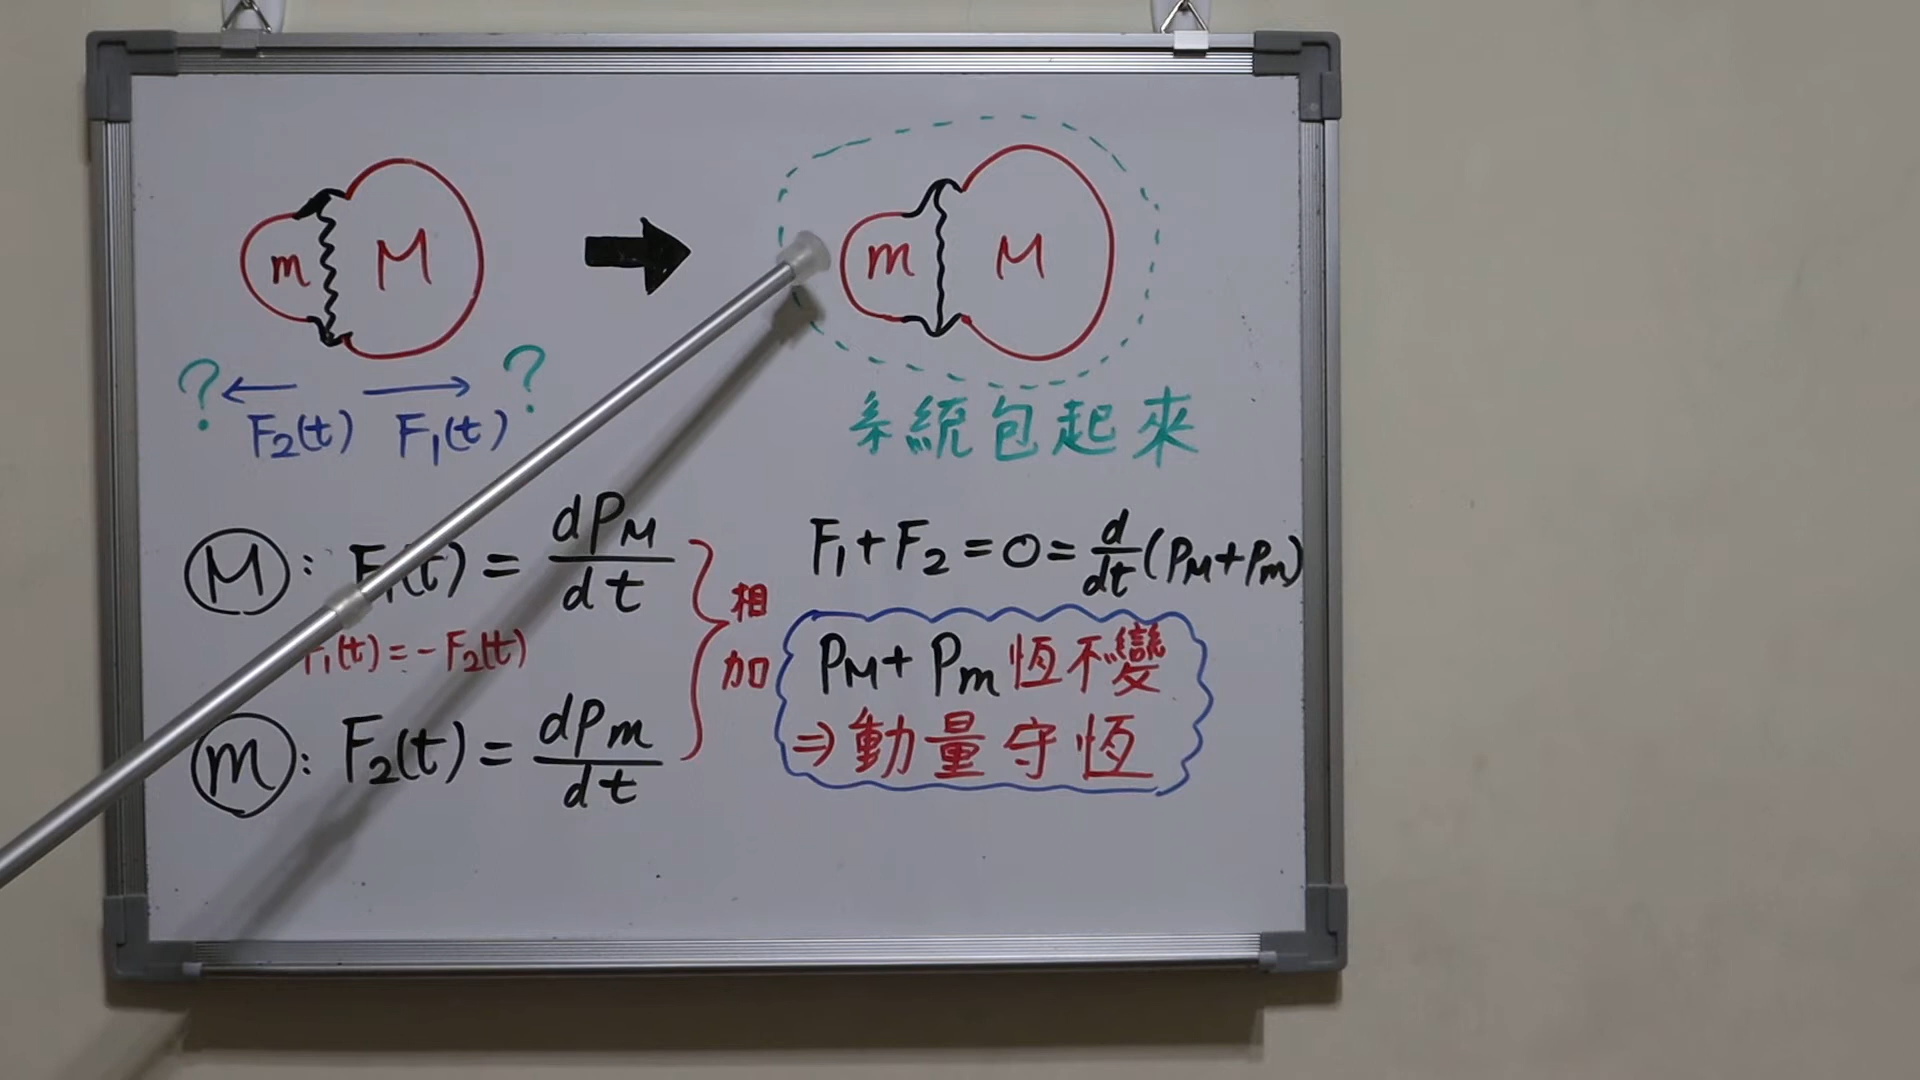 m M
m M
? F₂(t) F₁(t) ?
系統包起來
Ⓜ: F₁(t) = dP_M/dt
F₁(t) = -F₂(t)
ⓜ: F₂(t) = dP_m/dt
相加
F₁ + F₂ = 0 = d/dt (P_M + P_m)
P_M + P_m 恆不變
⇒ 動量守恆